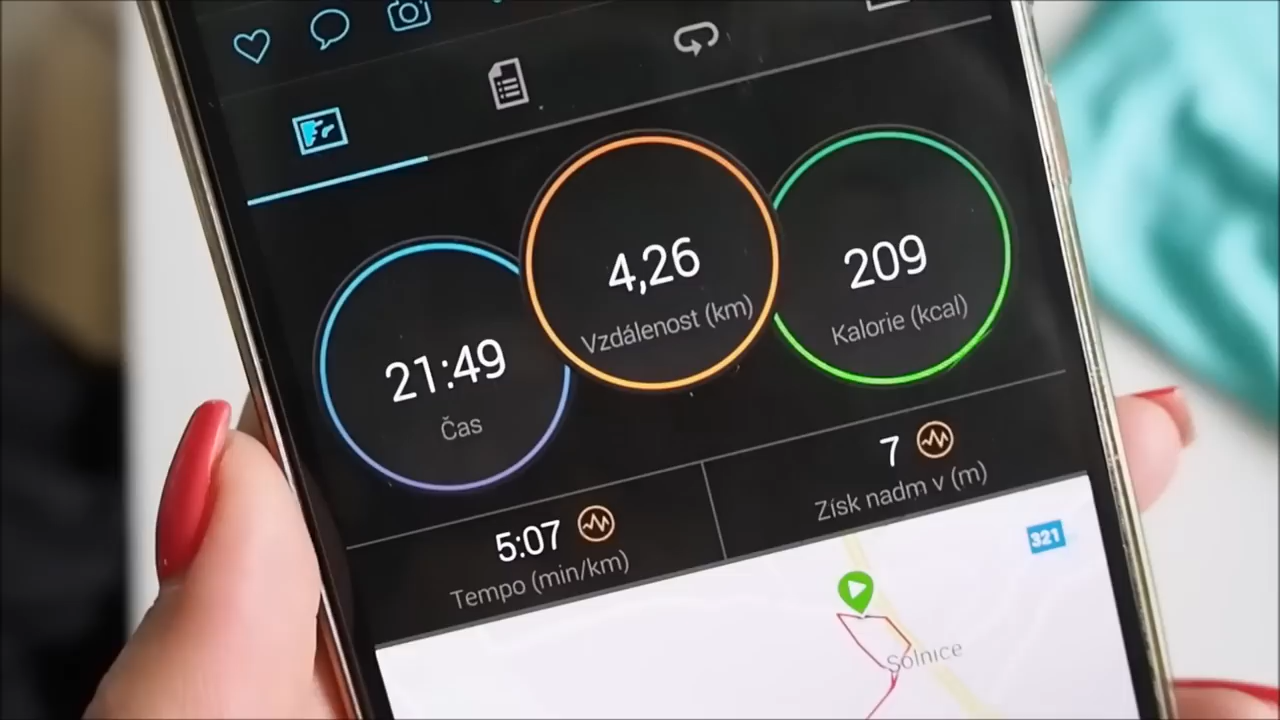 21:49
Čas
4,26
Vzdálenost (km)
209
Kalorie (kcal)
5:07
Tempo (min/km)
7
Získ nadm v (m)
321
Solnice